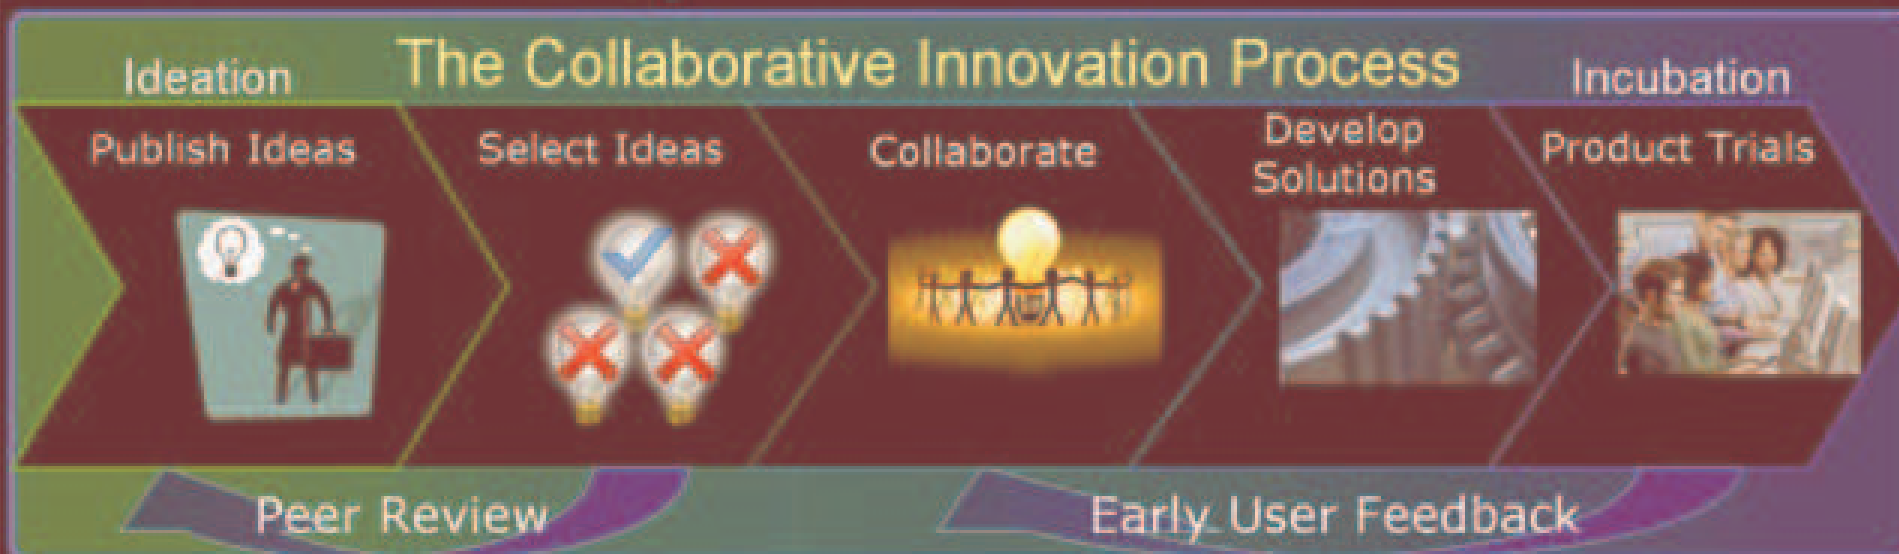 Ideation
The Collaborative Innovation Process
Incubation
Publish Ideas
Select Ideas
Collaborate
Develop
Solutions
Product Trials
Peer Review
Early User Feedback